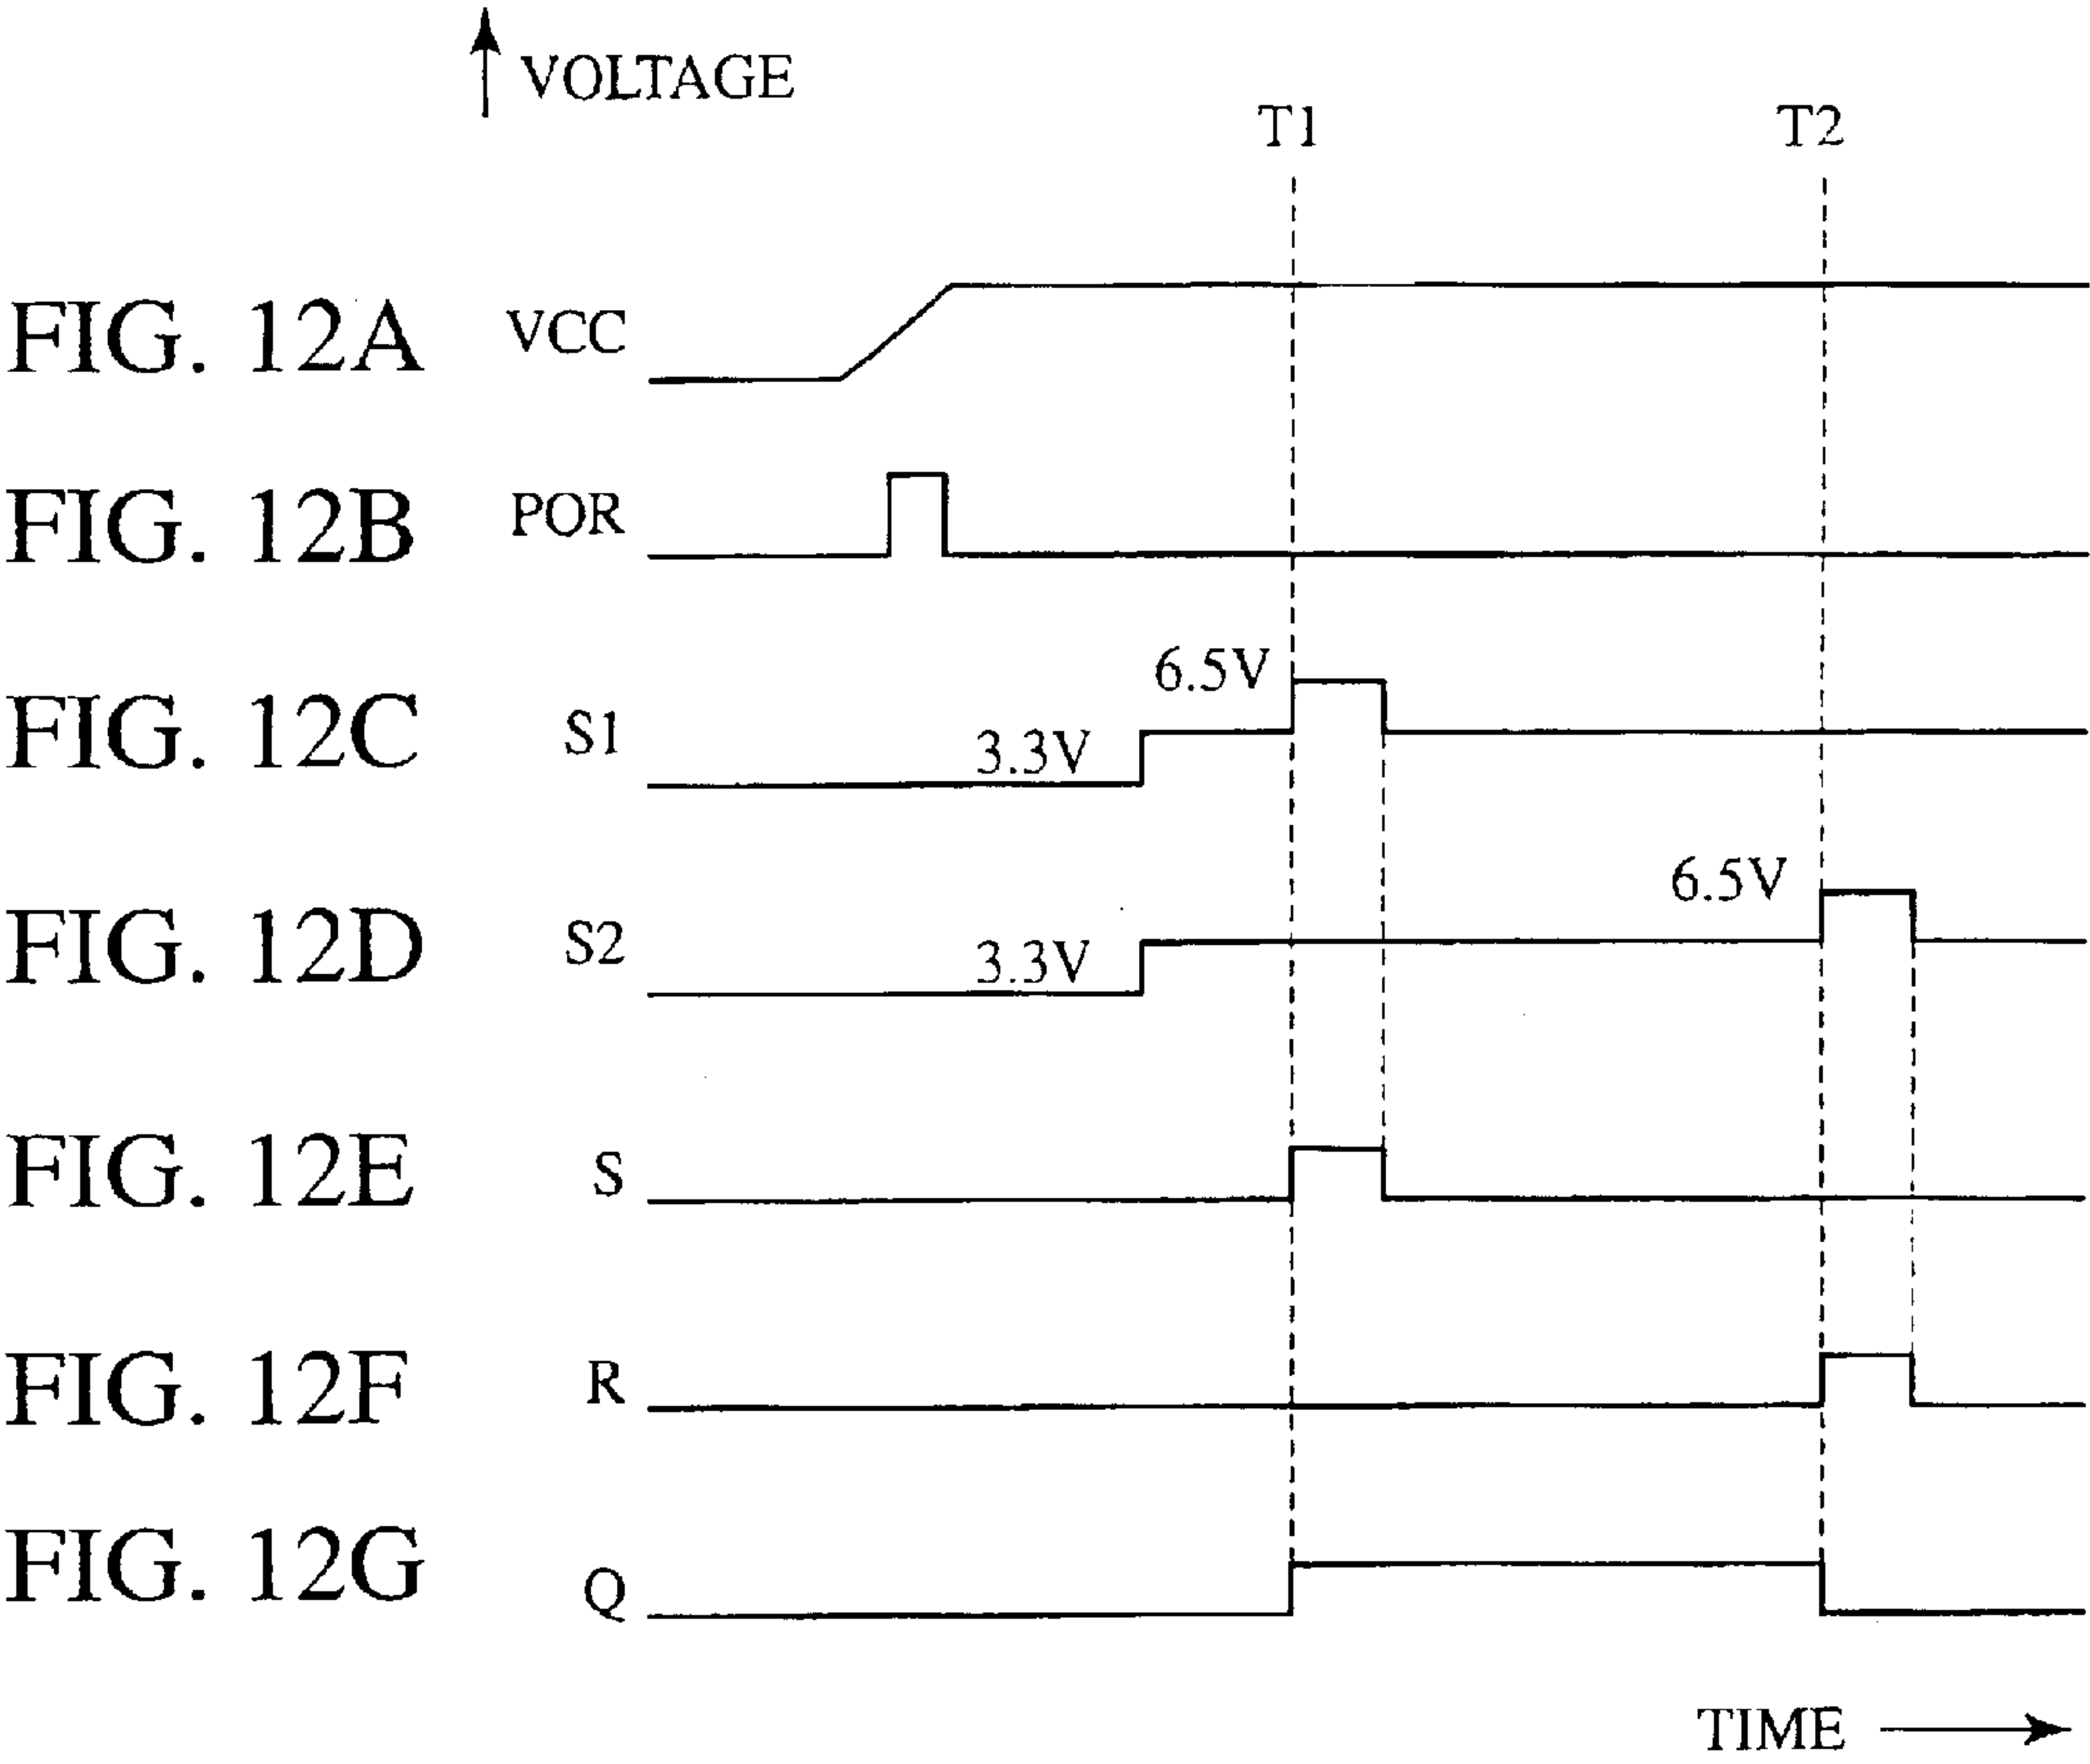 VOLTAGE
T1 T2
FIG. 12A VCC
FIG. 12B POR
6.5V
FIG. 12C S1 3.3V
6.5V
FIG. 12D S2 3.3V
FIG. 12E S
FIG. 12F R
FIG. 12G Q
TIME